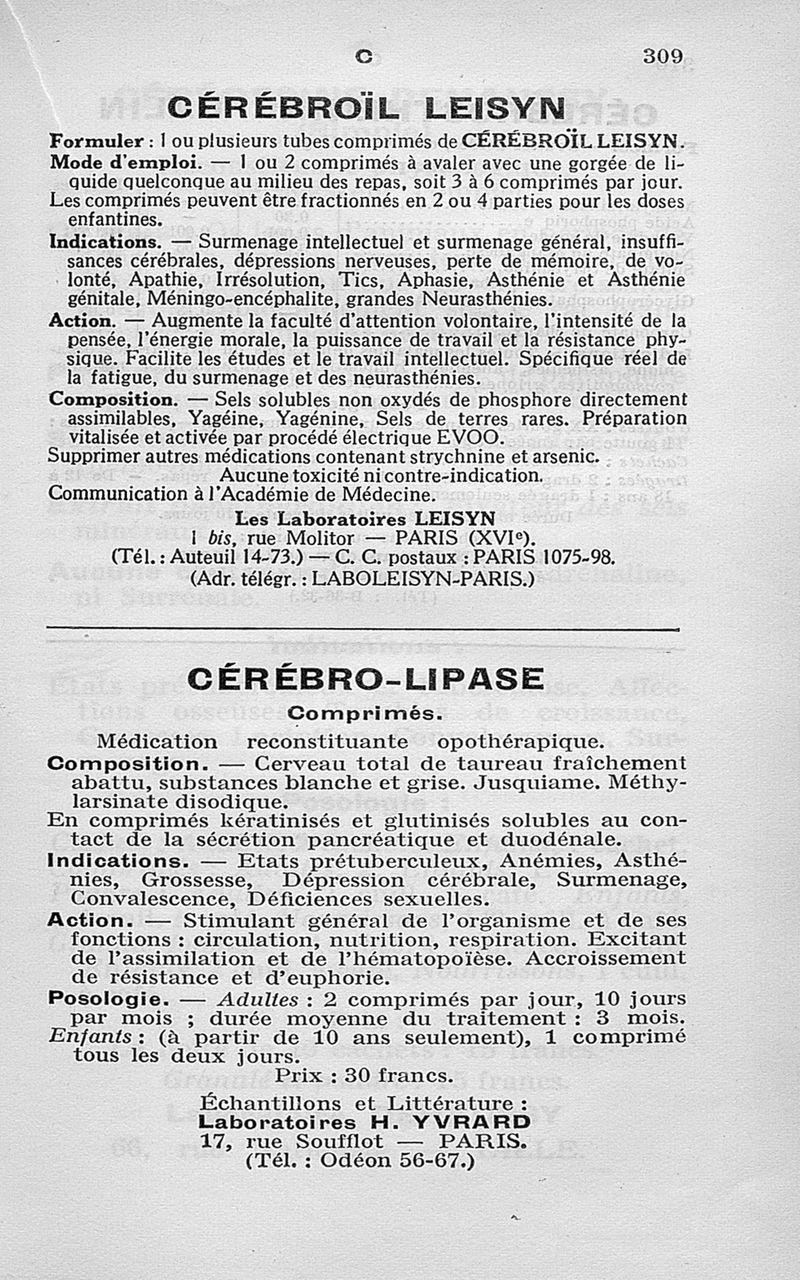 C
309
CÉRÉBROÏL LEISYN
Formuler : 1 ou plusieurs tubes comprimés de CÉRÉBROÏL LEISYN.
Mode d'emploi. — 1 ou 2 comprimés à avaler avec une gorgée de li-
quide quelconque au milieu des repas, soit 3 à 6 comprimés par jour.
Les comprimés peuvent être fractionnés en 2 ou 4 parties pour les doses
enfantines.
Indications. — Surmenage intellectuel et surmenage général, insuffi-
sances cérébrales, dépressions nerveuses, perte de mémoire, de vo-
lonté, Apathie, Irrésolution, Tics, Aphasie, Asthénie et Asthénie
génitale, Méningo-encéphalite, grandes Neurasthénies.
Action. — Augmente la faculté d'attention volontaire, l'intensité de la
pensée, l'énergie morale, la puissance de travail et la résistance phy-
sique. Facilite les études et le travail intellectuel. Spécifique réel de
la fatigue, du surmenage et des neurasthénies.
Composition. — Sels solubles non oxydés de phosphore directement
assimilables, Yagéine, Yagénine, Sels de terres rares. Préparation
vitalisée et activée par procédé électrique EVOO.
Supprimer autres médications contenant strychnine et arsenic.
Aucune toxicité ni contre-indication.
Communication à l'Académie de Médecine.
Les Laboratoires LEISYN
1 bis, rue Molitor — PARIS (XVIe).
(Tél. : Auteuil 14-73.) — C. C. postaux : PARIS 1075-98.
(Adr. télégr. : LABOLEISYN-PARIS.)
CÉRÉBRO-LIPASE
Comprimés.
Médication reconstituante opothérapique.
Composition. — Cerveau total de taureau fraîchement
abattu, substances blanche et grise. Jusquiame. Méthy-
larsinate disodique.
En comprimés kératinisés et glutinisés solubles au con-
tact de la sécrétion pancréatique et duodénale.
Indications. — Etats prétuberculeux, Anémies, Asthé-
nies, Grossesse, Dépression cérébrale, Surmenage,
Convalescence, Déficiences sexuelles.
Action. — Stimulant général de l'organisme et de ses
fonctions : circulation, nutrition, respiration. Excitant
de l'assimilation et de l'hématopoïèse. Accroissement
de résistance et d'euphorie.
Posologie. — Adultes : 2 comprimés par jour, 10 jours
par mois ; durée moyenne du traitement : 3 mois.
Enfants : (à partir de 10 ans seulement), 1 comprimé
tous les deux jours.
Prix : 30 francs.
Échantillons et Littérature :
Laboratoires H. YVRARD
17, rue Soufflot — PARIS.
(Tél. : Odéon 56-67.)